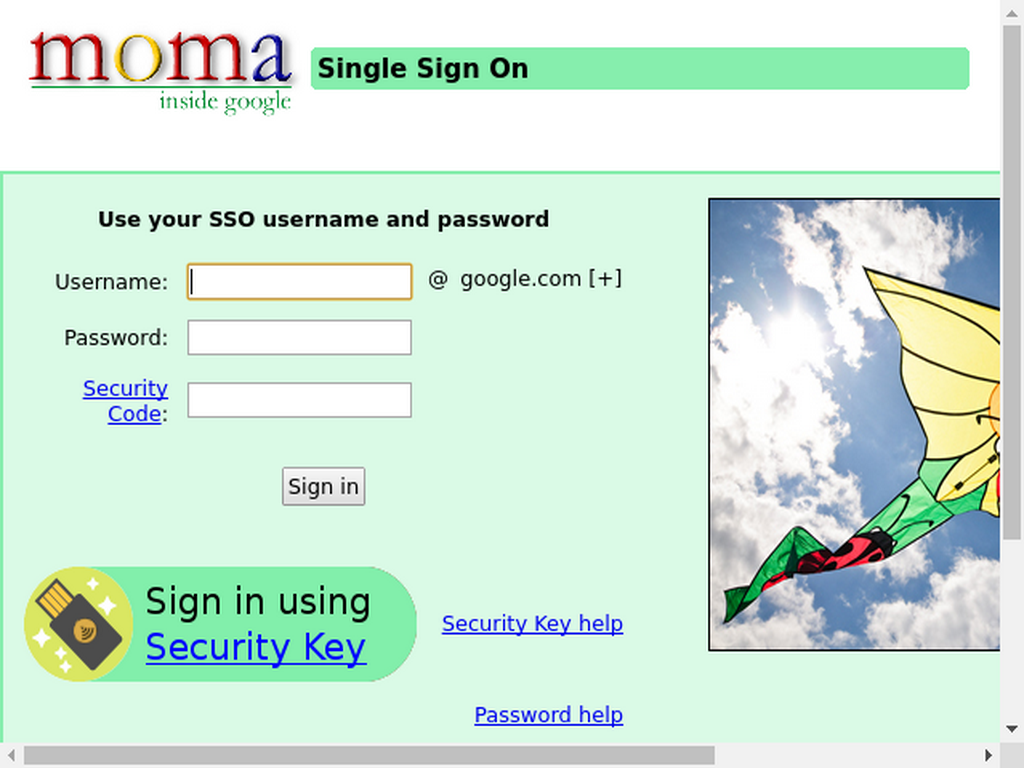 moma
inside google
Single Sign On
Use your SSO username and password
Username:
@ google.com [+]
Password:
Security
Code:
Sign in
Sign in using
Security Key
Security Key help
Password help